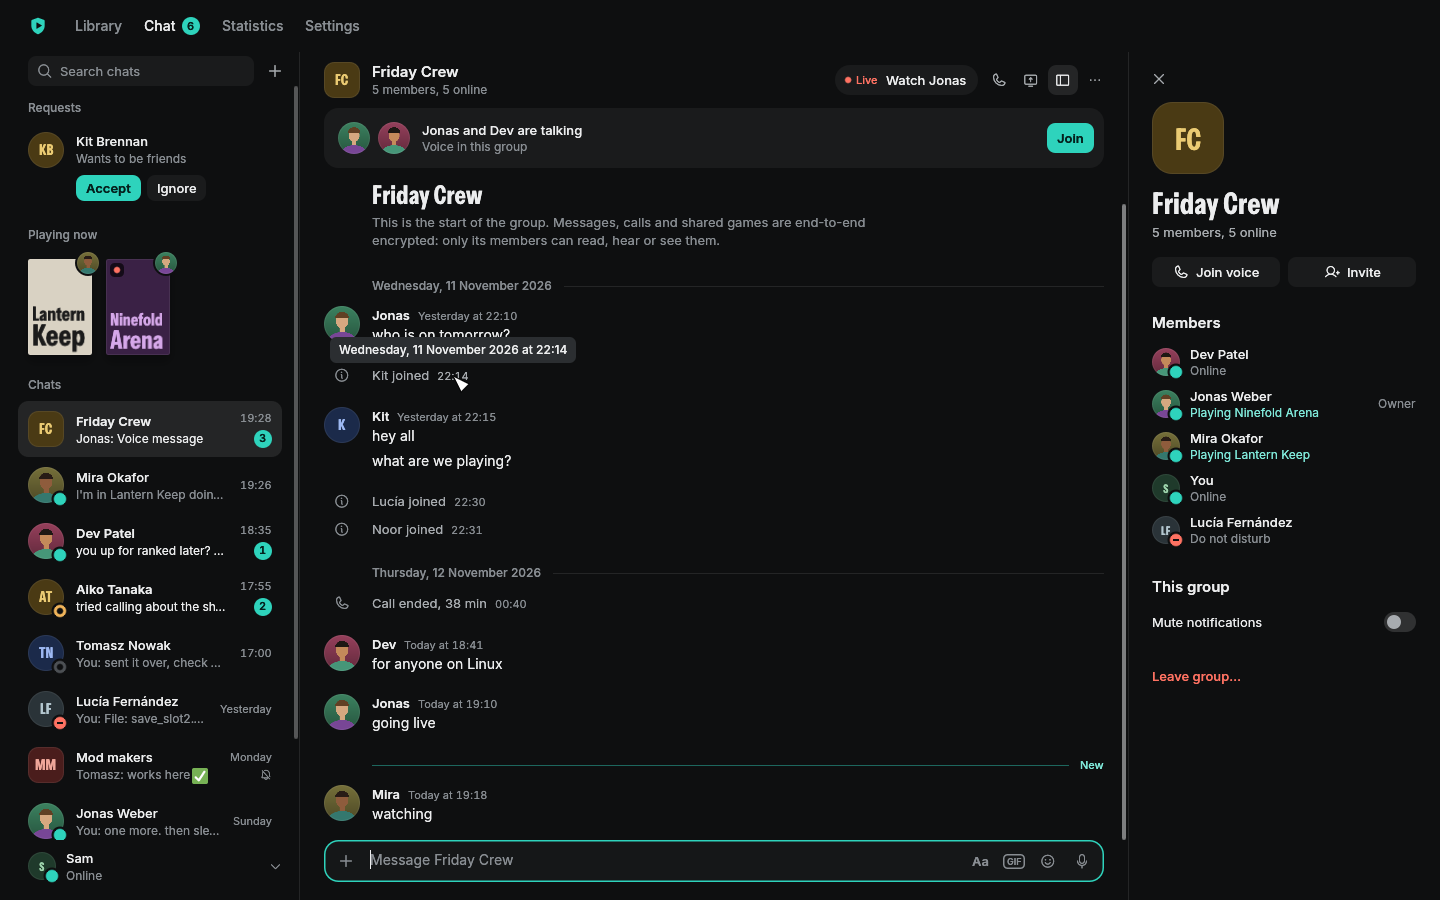 Library
Chat 6
Statistics
Settings
Search chats
Requests
KB
Kit Brennan
Wants to be friends
Accept
Ignore
Playing now
Lantern
Keep
Ninefold
Arena
Chats
FC
Friday Crew
19:28
Jonas: Voice message
3
Mira Okafor
I'm in Lantern Keep doin...
19:26
Dev Patel
18:35
you up for ranked later? ...
1
AT
Aiko Tanaka
17:55
tried calling about the sh...
2
TN
Tomasz Nowak
You: sent it over, check ...
17:00
LF
Lucía Fernández
You: File: save_slot2....
Yesterday
MM
Mod makers
Monday
Tomasz: works here
Jonas Weber
You: one more. then sle...
Sunday
S
Sam
Online
FC
Friday Crew
5 members, 5 online
Live
Watch Jonas
Jonas and Dev are talking
Voice in this group
Join
Friday Crew
This is the start of the group. Messages, calls and shared games are end-to-end
encrypted: only its members can read, hear or see them.
Wednesday, 11 November 2026
Jonas Yesterday at 22:10
who is on tomorrow?
Wednesday, 11 November 2026 at 22:14
Kit joined 22:14
K
Kit Yesterday at 22:15
hey all
what are we playing?
Lucía joined 22:30
Noor joined 22:31
Thursday, 12 November 2026
Call ended, 38 min 00:40
Dev Today at 18:41
for anyone on Linux
Jonas Today at 19:10
going live
New
Mira Today at 19:18
watching
Message Friday Crew
Aa
GIF
FC
Friday Crew
5 members, 5 online
Join voice
Invite
Members
Dev Patel
Online
Jonas Weber
Playing Ninefold Arena
Owner
Mira Okafor
Playing Lantern Keep
S
You
Online
LF
Lucía Fernández
Do not disturb
This group
Mute notifications
Leave group...